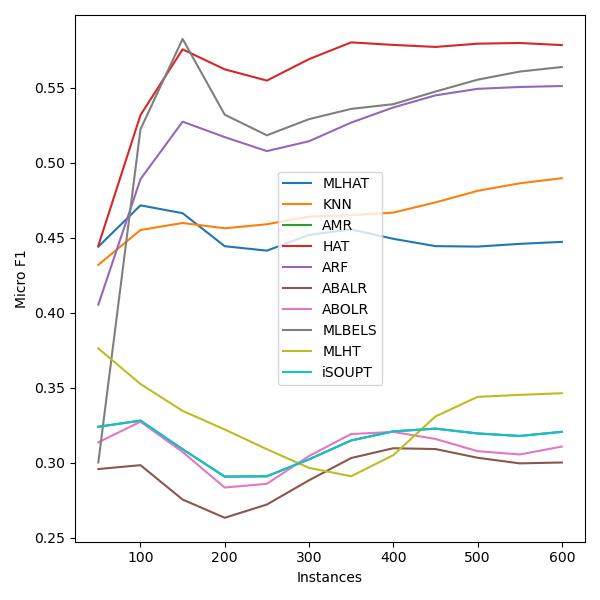 0.55
0.50
0.45
0.40
0.35
0.30
0.25
Micro F1
MLHAT
KNN
AMR
HAT
ARF
ABALR
ABOLR
MLBELS
MLHT
iSOUPT
100 200 300 400 500 600
Instances